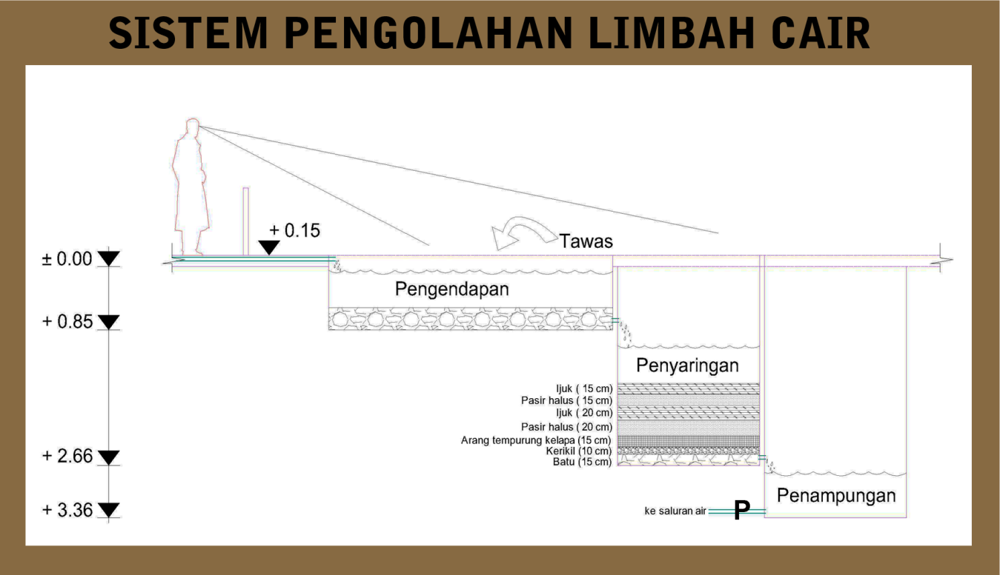 SISTEM PENGOLAHAN LIMBAH CAIR
+ 0.15
Tawas
± 0.00
Pengendapan
+ 0.85
Penyaringan
Ijuk ( 15 cm)
Pasir halus ( 15 cm)
Ijuk ( 20 cm)
Pasir halus ( 20 cm)
Arang tempurung kelapa (15 cm)
Kerikil (10 cm)
Batu (15 cm)
+ 2.66
Penampungan
+ 3.36
ke saluran air
P